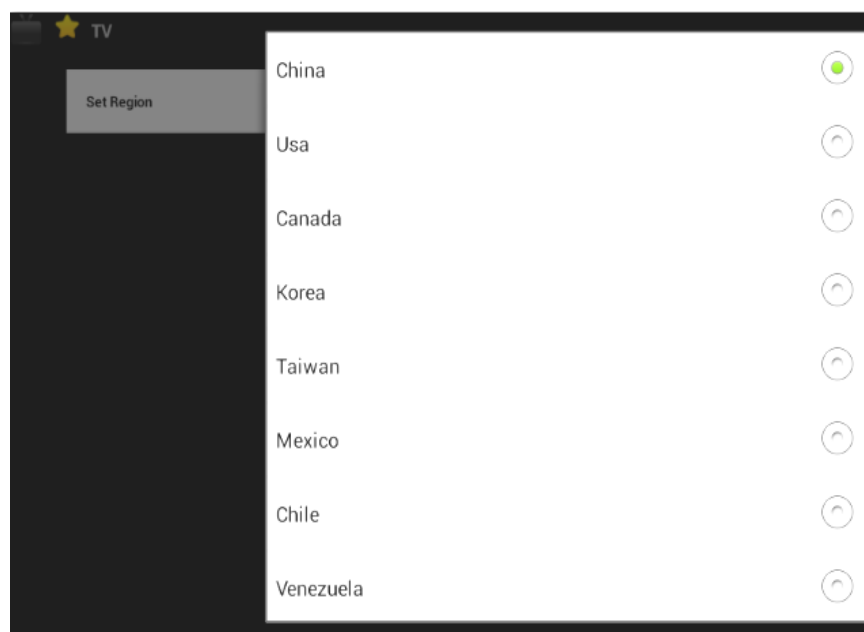 TV
Set Region
China
Usa
Canada
Korea
Taiwan
Mexico
Chile
Venezuela